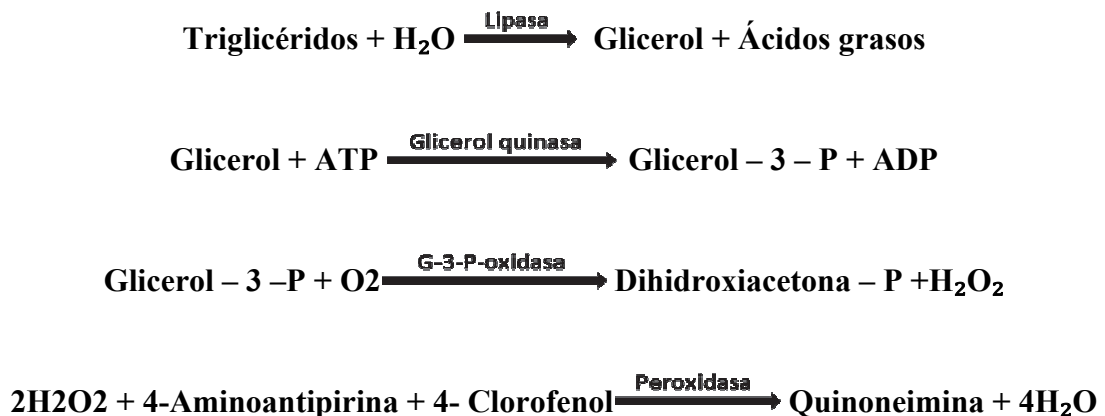 Lipasa
Triglicéridos + H₂O → Glicerol + Ácidos grasos
Glicerol quinasa
Glicerol + ATP → Glicerol – 3 – P + ADP
G-3-P-oxidasa
Glicerol – 3 –P + O2 → Dihidroxiacetona – P +H₂O₂
Peroxidasa
2H2O2 + 4-Aminoantipirina + 4- Clorofenol → Quinoneimina + 4H₂O